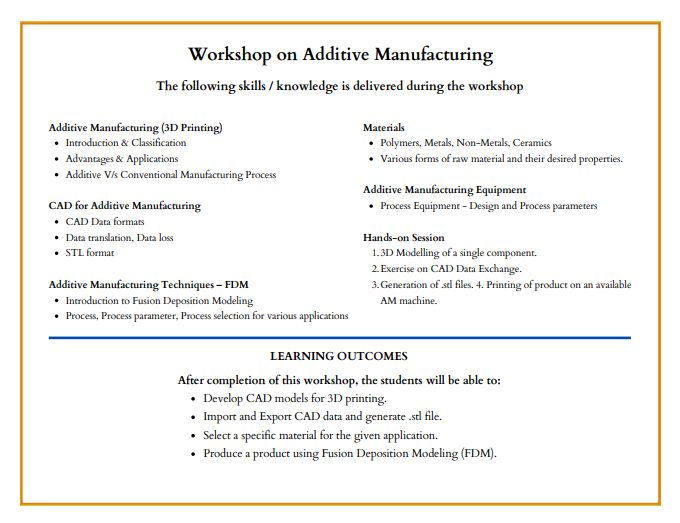 Workshop on Additive Manufacturing
The following skills / knowledge is delivered during the workshop
Additive Manufacturing (3D Printing)
• Introduction & Classification
• Advantages & Applications
• Additive V/s Conventional Manufacturing Process
CAD for Additive Manufacturing
• CAD Data formats
• Data translation, Data loss
• STL format
Additive Manufacturing Techniques – FDM
• Introduction to Fusion Deposition Modeling
• Process, Process parameter, Process selection for various applications
Materials
• Polymers, Metals, Non-Metals, Ceramics
• Various forms of raw material and their desired properties.
Additive Manufacturing Equipment
• Process Equipment - Design and Process parameters
Hands-on Session
1. 3D Modelling of a single component.
2. Exercise on CAD Data Exchange.
3. Generation of .stl files. 4. Printing of product on an available
AM machine.
LEARNING OUTCOMES
After completion of this workshop, the students will be able to:
• Develop CAD models for 3D printing.
• Import and Export CAD data and generate .stl file.
• Select a specific material for the given application.
• Produce a product using Fusion Deposition Modeling (FDM).